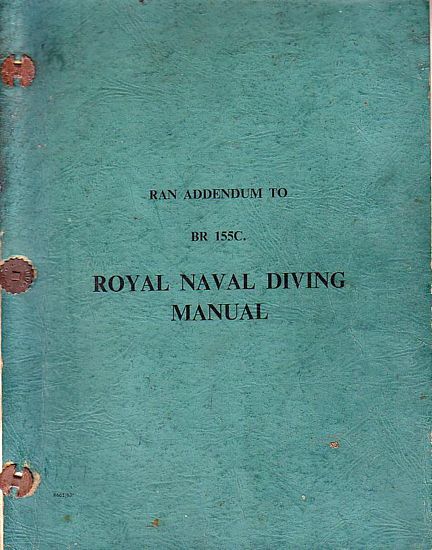 RAN ADDENDUM TO
BR 155C.
ROYAL NAVAL DIVING
MANUAL